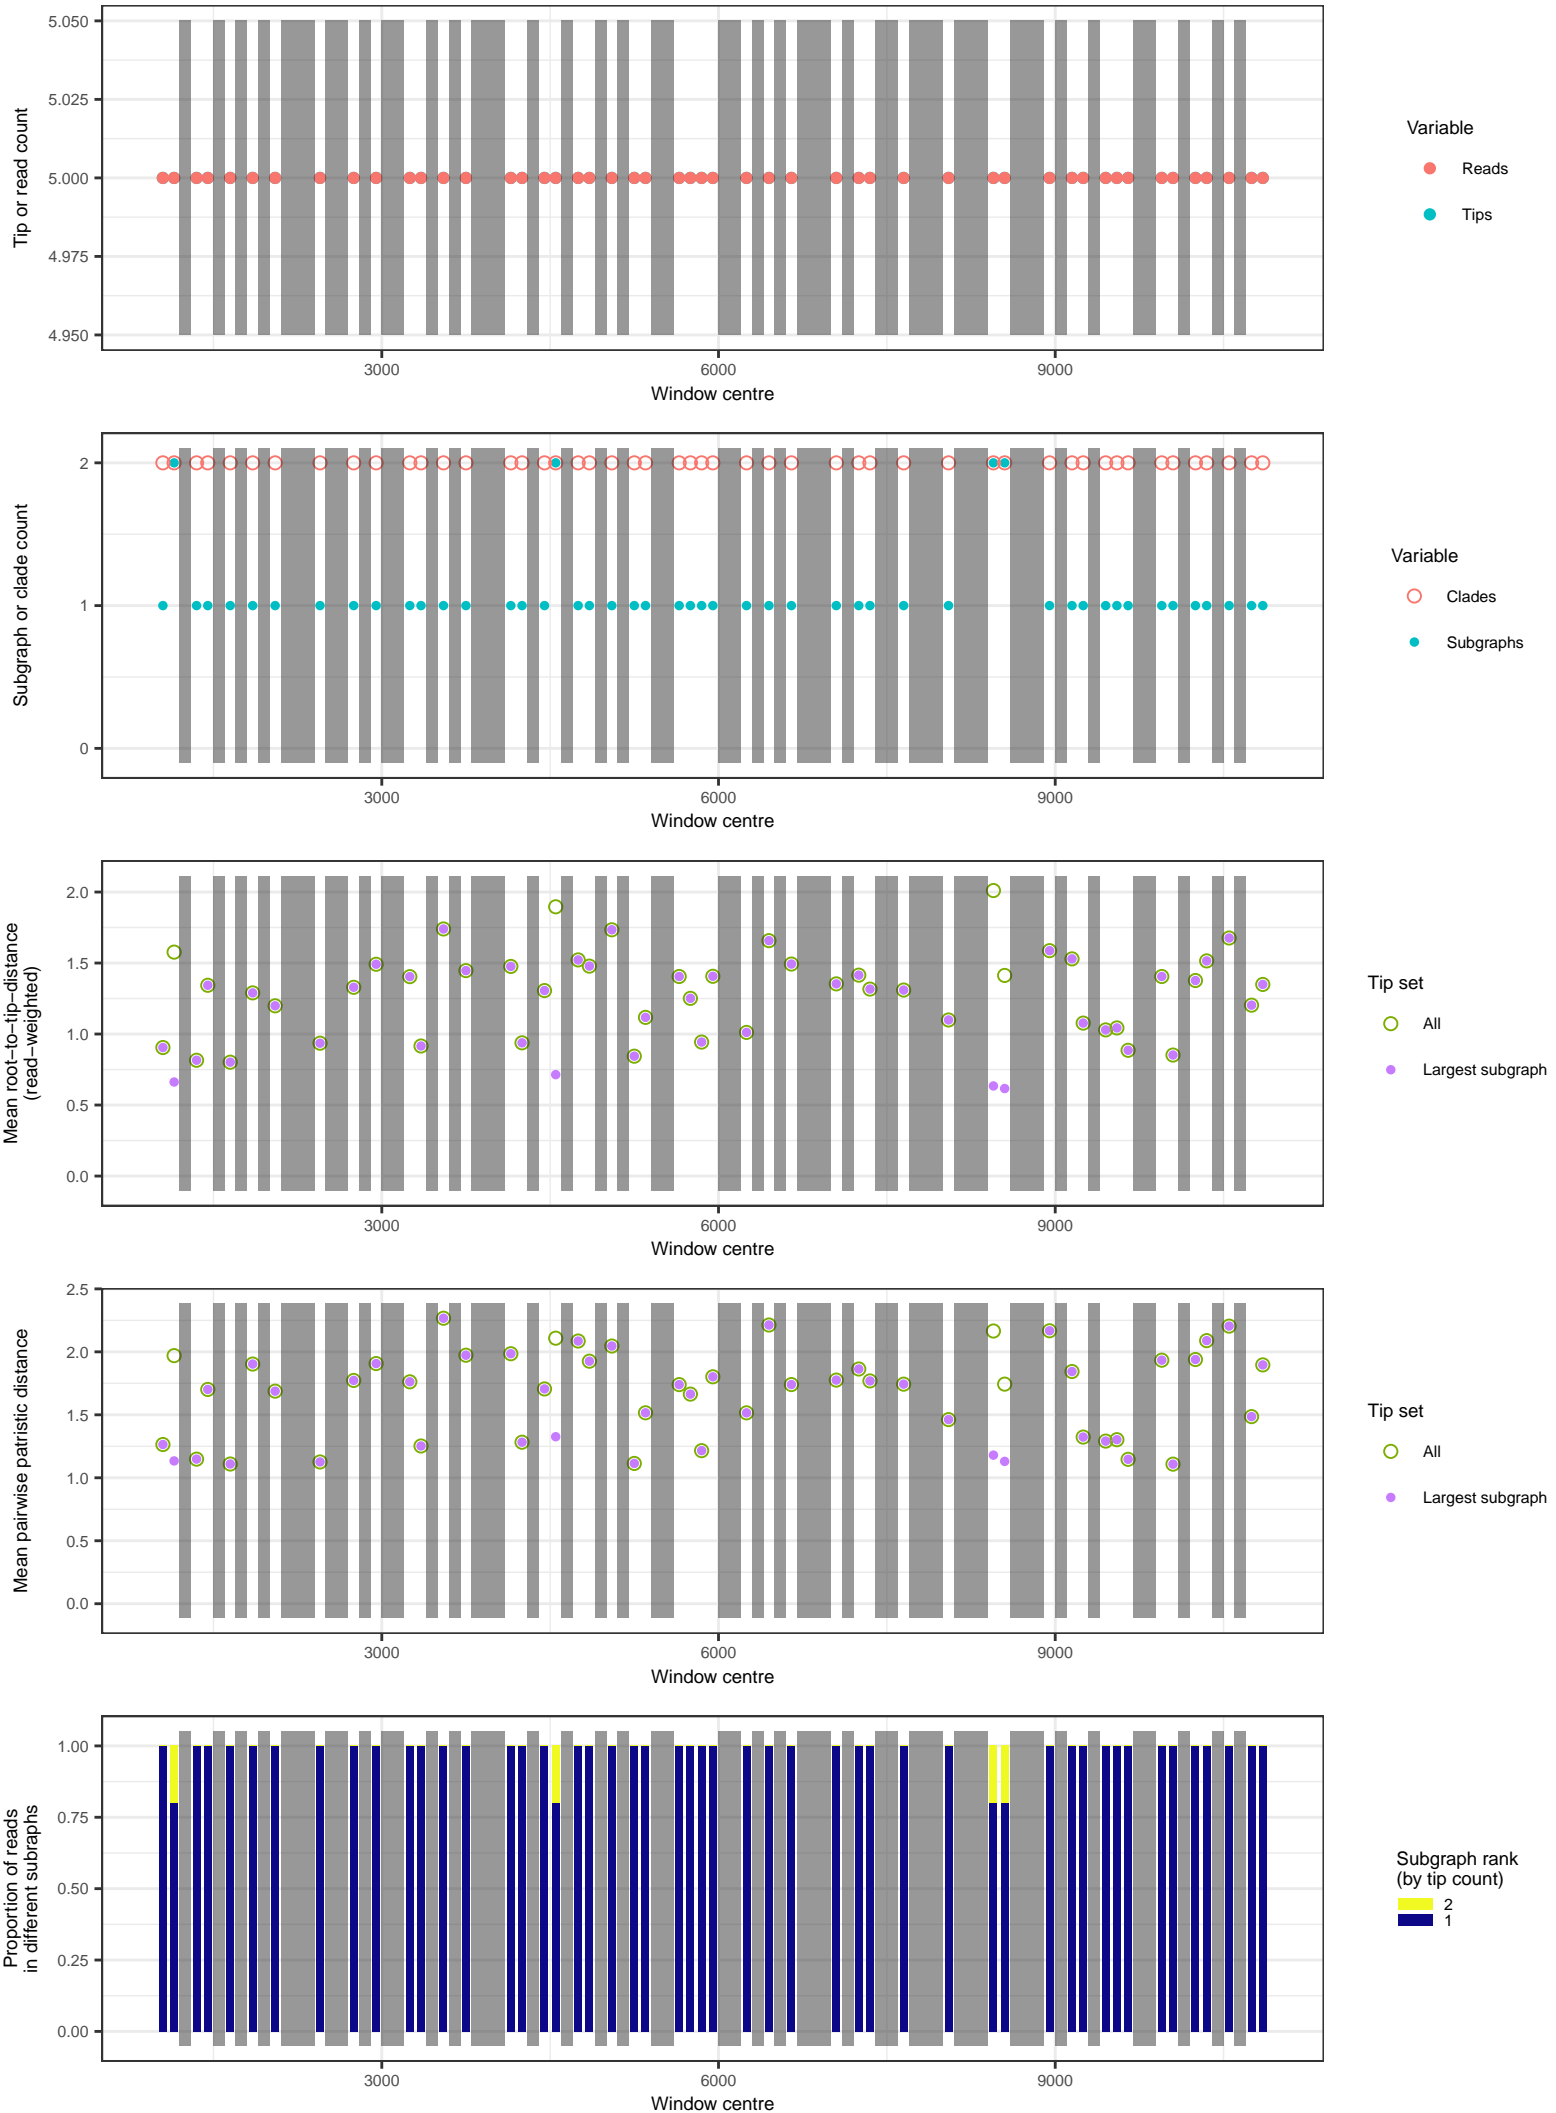 5.050
5.025
5.000
4.975
4.950
Tip or read count
3000
6000
9000
Window centre
Variable
Reads
Tips
2
1
0
Subgraph or clade count
3000
6000
9000
Window centre
Variable
Clades
Subgraphs
2.0
1.5
1.0
0.5
0.0
Mean root−to−tip−distance
(read−weighted)
3000
6000
9000
Window centre
Tip set
All
Largest subgraph
2.5
2.0
1.5
1.0
0.5
0.0
Mean pairwise patristic distance
3000
6000
9000
Window centre
Tip set
All
Largest subgraph
1.00
0.75
0.50
0.25
0.00
Proportion of reads
in different subraphs
3000
6000
9000
Window centre
Subgraph rank
(by tip count)
2
1